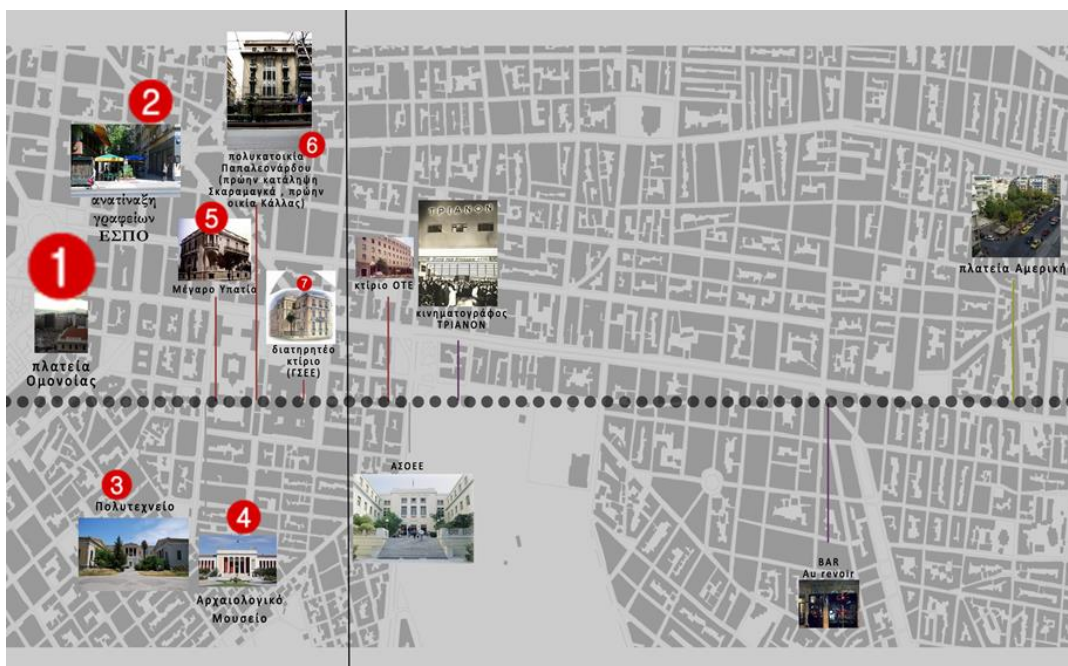 2
ανατίναξη
γραφείων
ΕΣΠΟ
6
πολυκατοικία
Παπαλεονάρδου
(πρώην κατάληψη
Σκαραμαγκά , πρώην
οικία Κάλλας)
1
πλατεία
Ομονοίας
5
Μέγαρο Υπατία
7
διατηρητέο
κτίριο
(ΓΣΕΕ)
κτίριο ΟΤΕ
ΤΡΙΑΝΟΝ
κινηματογράφος
ΤΡΙΑΝΟΝ
πλατεία Αμερική
3
Πολυτεχνείο
4
Αρχαιολογικό
Μουσείο
ΑΣΟΕΕ
BAR
Au revoir